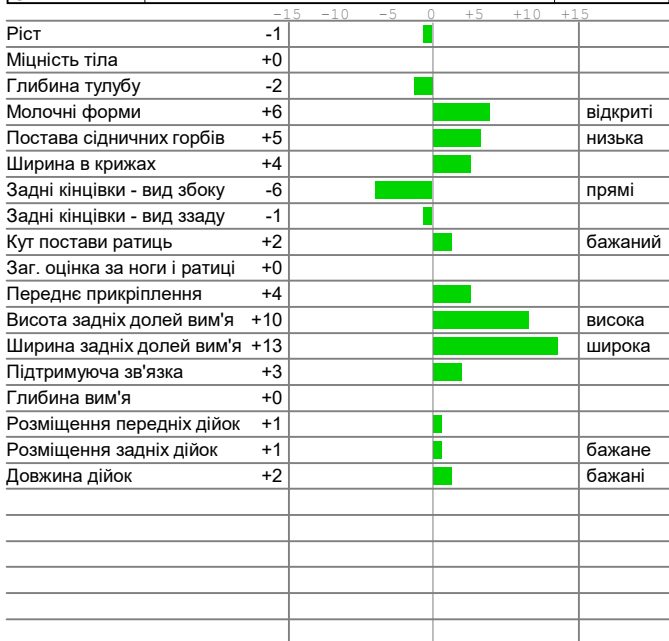 -15 -10 -5 0 +5 +10 +15
Ріст -1
Міцність тіла +0
Глибина тулубу -2
Молочні форми +6 відкриті
Постава сідничних горбів +5 низька
Ширина в крижах +4
Задні кінцівки - вид збоку -6 прямі
Задні кінцівки - вид ззаду -1
Кут постави ратиць +2 бажаний
Заг. оцінка за ноги і ратиці +0
Переднє прикріплення +4
Висота задніх долей вим'я +10 висока
Ширина задніх долей вим'я +13 широка
Підтримуюча зв'язка +3
Глибина вим'я +0
Розміщення передніх дійок +1
Розміщення задніх дійок +1 бажане
Довжина дійок +2 бажані